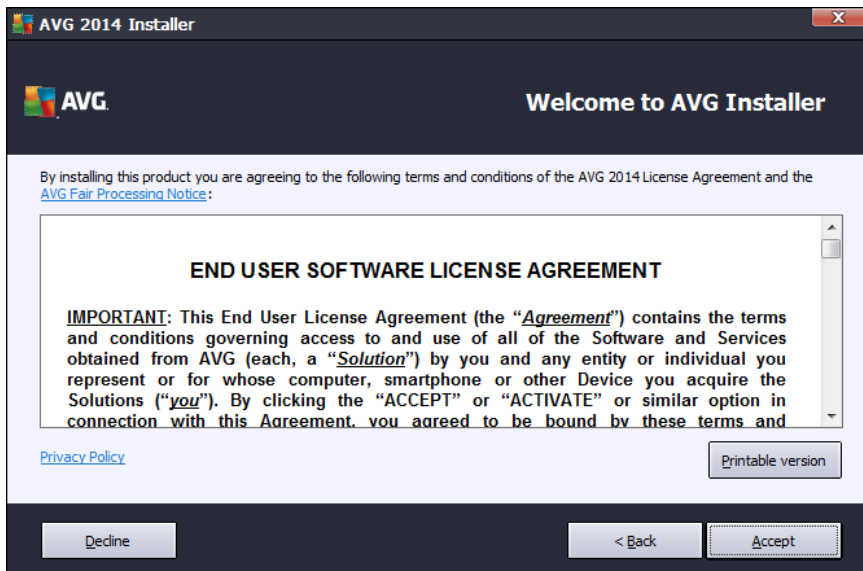 AVG 2014 Installer
X
AVG.
Welcome to AVG Installer
By installing this product you are agreeing to the following terms and conditions of the AVG 2014 License Agreement and the
AVG Fair Processing Notice:
END USER SOFTWARE LICENSE AGREEMENT
IMPORTANT: This End User License Agreement (the “Agreement”) contains the terms
and conditions governing access to and use of all of the Software and Services
obtained from AVG (each, a “Solution”) by you and any entity or individual you
represent or for whose computer, smartphone or other Device you acquire the
Solutions (“you”). By clicking the “ACCEPT” or “ACTIVATE” or similar option in
connection with this Agreement, you agreed to be bound by these terms and
Privacy Policy
Printable version
Decline
< Back
Accept